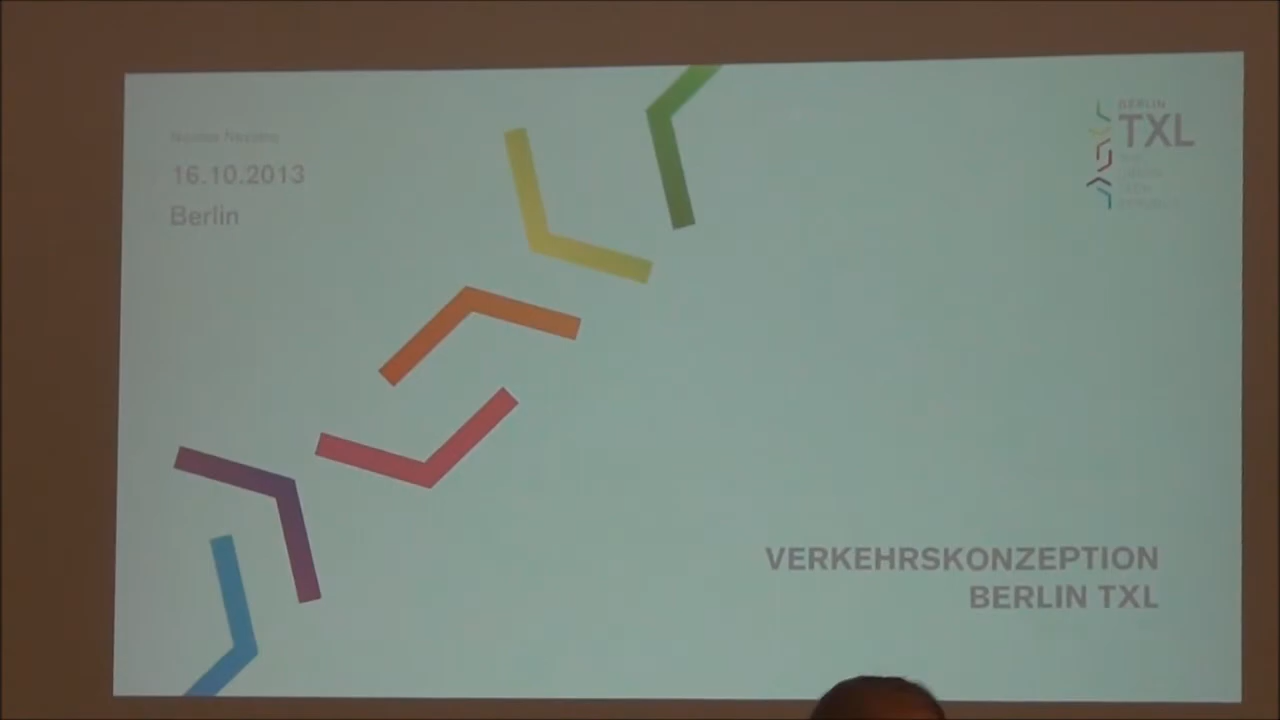 16.10.2013
Berlin
BERLIN
TXL
VERKEHRSKONZEPTION
BERLIN TXL